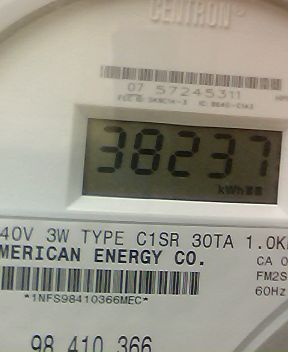 CENTRON®
07 57245311
38237
kWh
40V 3W TYPE C1SR 30TA 1.0K
MERICAN ENERGY CO.
CA 0
FM2S
60Hz
*1NFS98410366MEC*
98 410 366